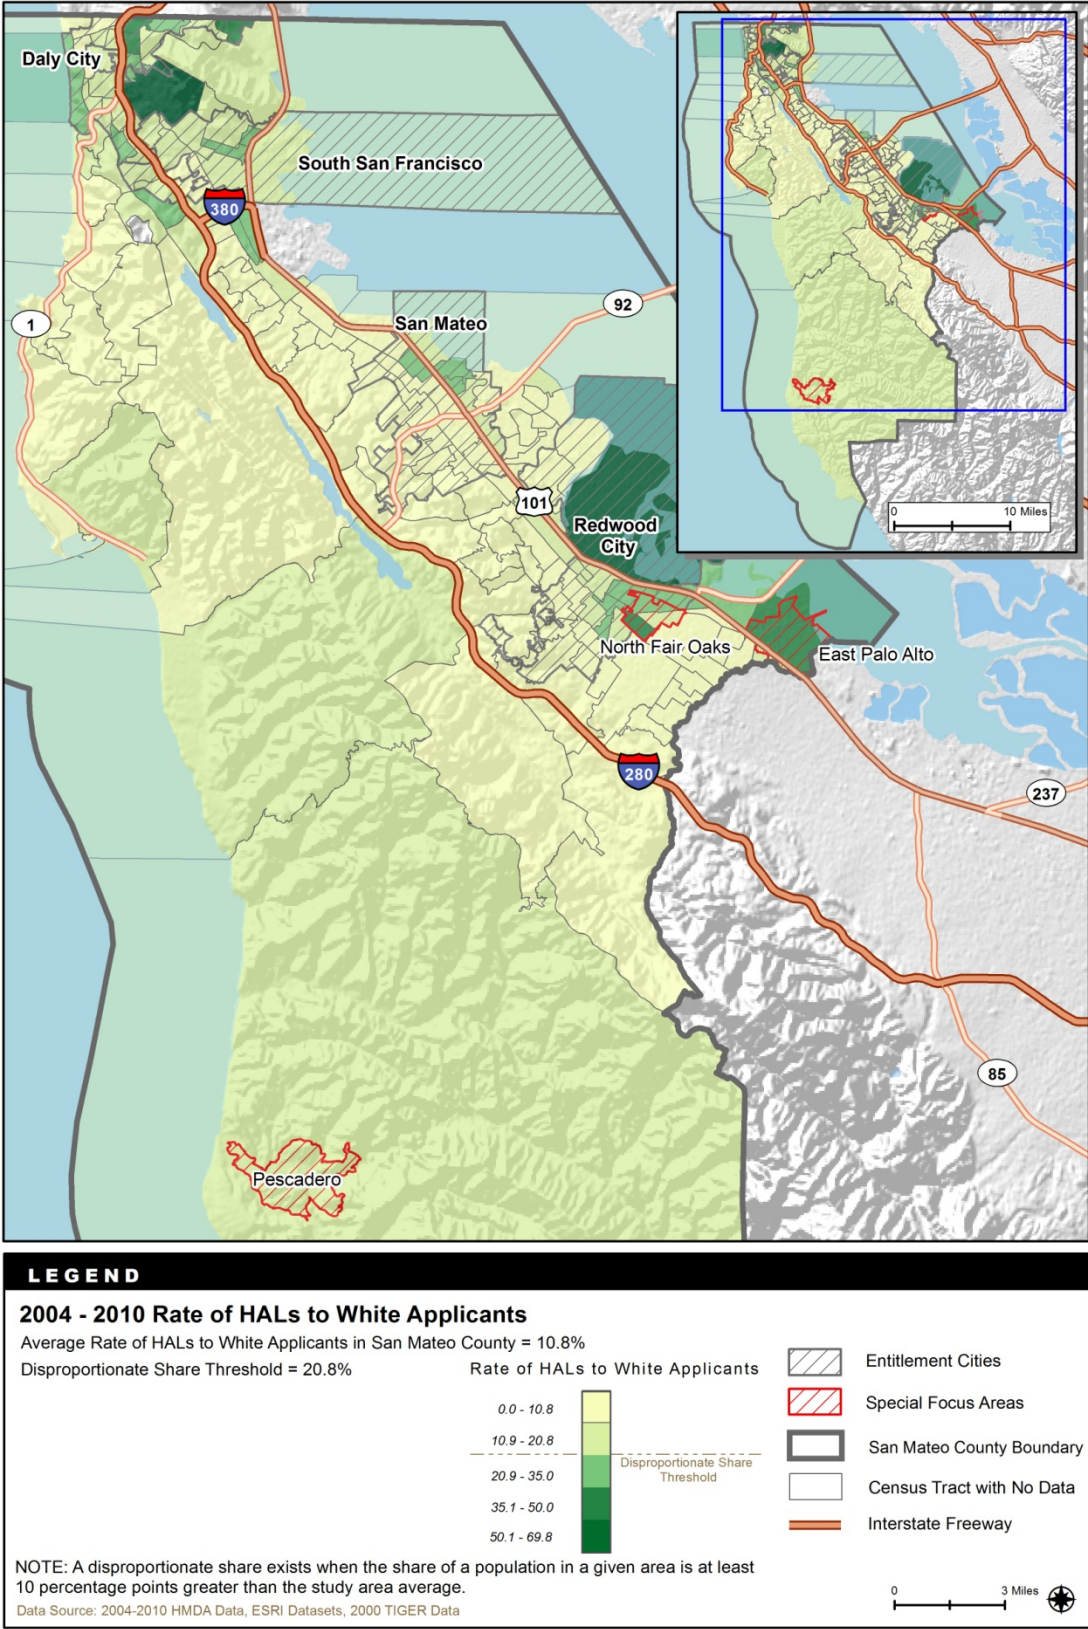 Daly City
South San Francisco
380
1
San Mateo
92
101
Redwood
City
North Fair Oaks
East Palo Alto
280
237
85
Pescadero
0 10 Miles
LEGEND
2004 - 2010 Rate of HALs to White Applicants
Average Rate of HALs to White Applicants in San Mateo County = 10.8%
Disproportionate Share Threshold = 20.8%
Rate of HALs to White Applicants
0.0 - 10.8
10.9 - 20.8
Disproportionate Share
Threshold
20.9 - 35.0
35.1 - 50.0
50.1 - 69.8
Entitlement Cities
Special Focus Areas
San Mateo County Boundary
Census Tract with No Data
Interstate Freeway
NOTE: A disproportionate share exists when the share of a population in a given area is at least
10 percentage points greater than the study area average.
Data Source: 2004-2010 HMDA Data, ESRI Datasets, 2000 TIGER Data
0 3 Miles